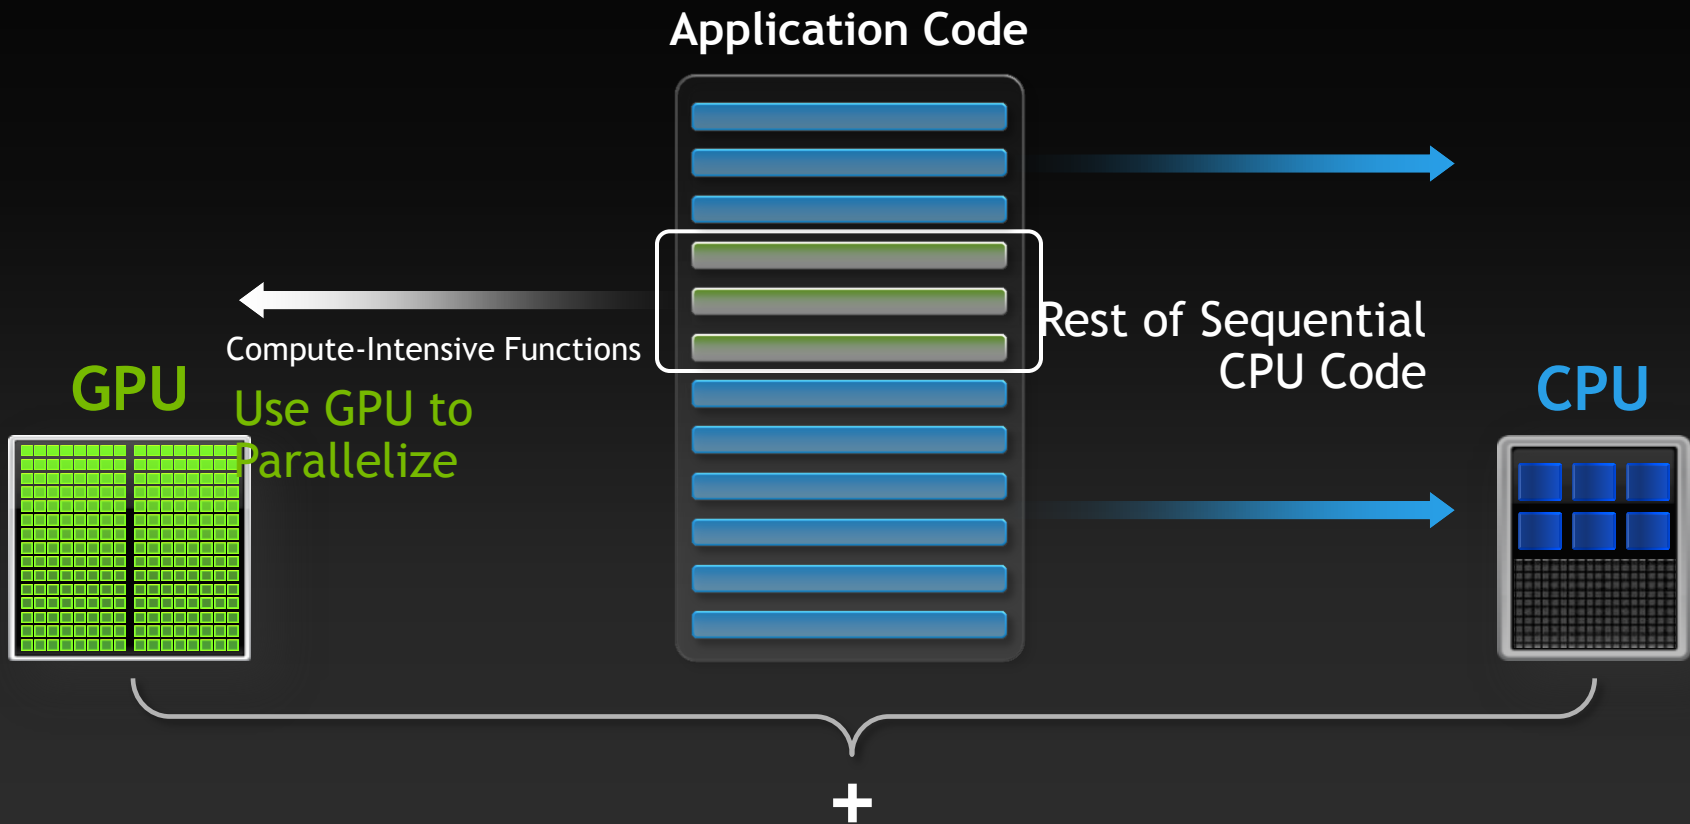 Application Code
Compute-Intensive Functions
GPU
Use GPU to
Parallelize
Rest of Sequential
CPU Code
CPU
+